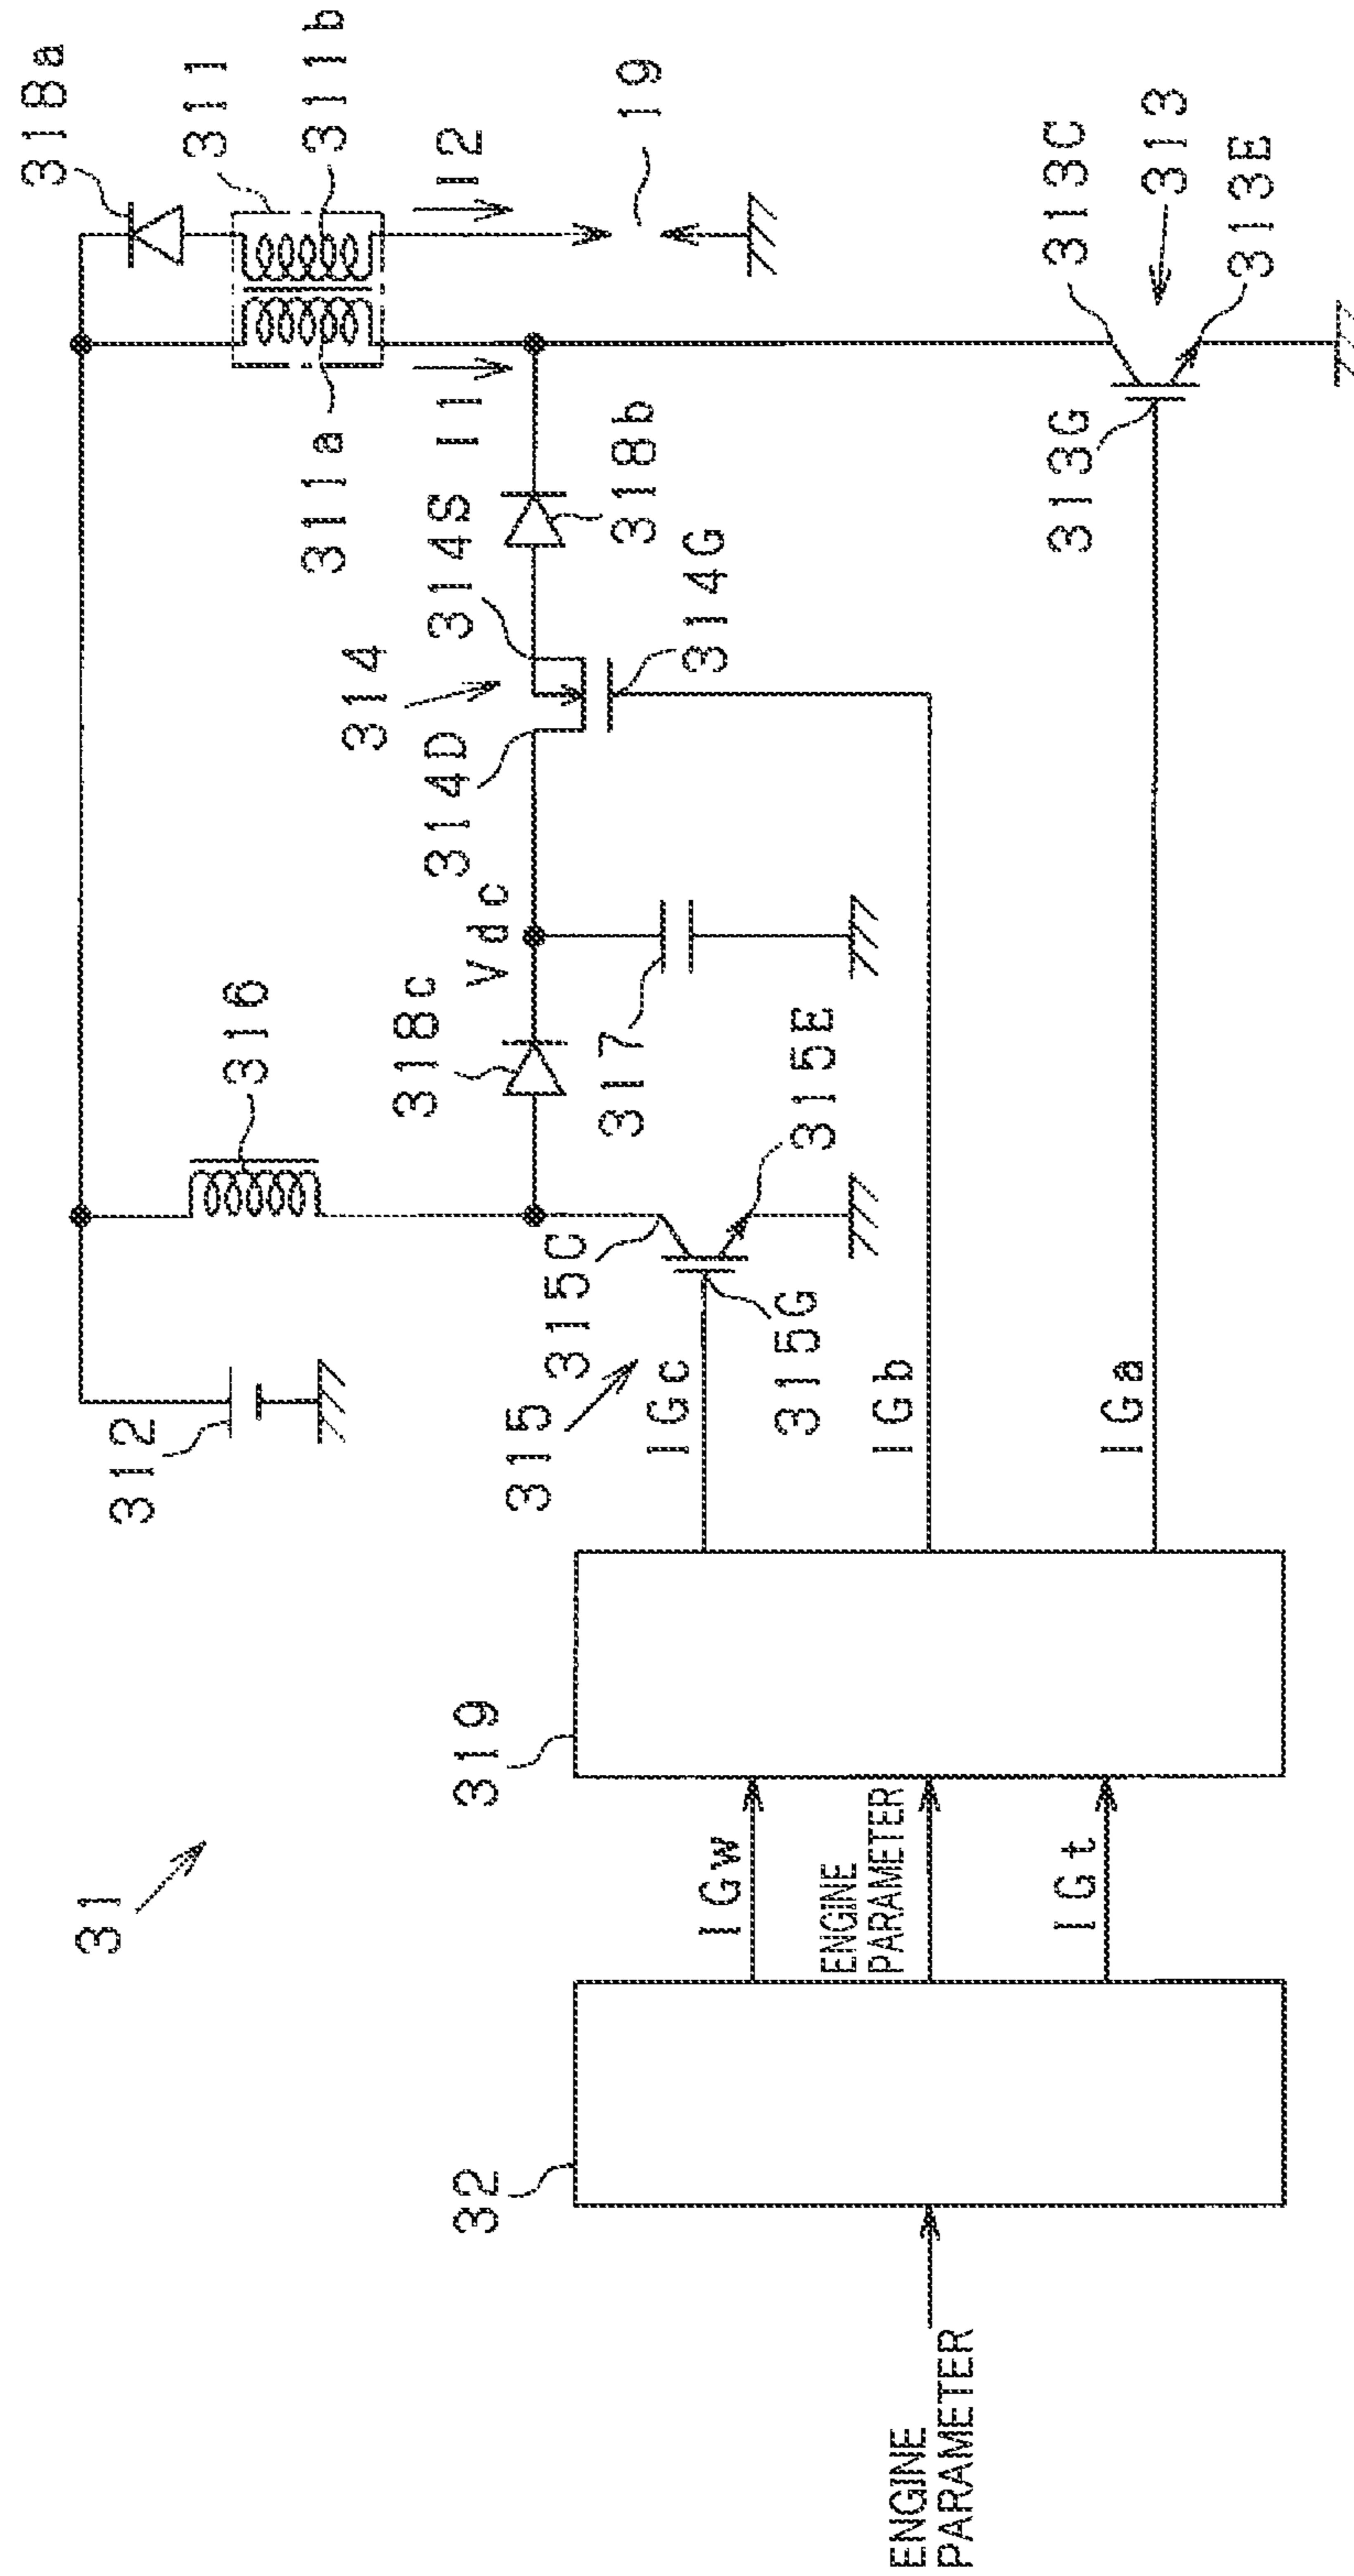 31
312
316
318a
311
311b
311a
I1
I2
19
318c
Vdc
314
314D
314S
318b
314G
317
315
315C
315E
315G
IGc
IGb
IGa
313C
313
313E
313G
319
32
IGw
ENGINE
PARAMETER
IGt
ENGINE
PARAMETER